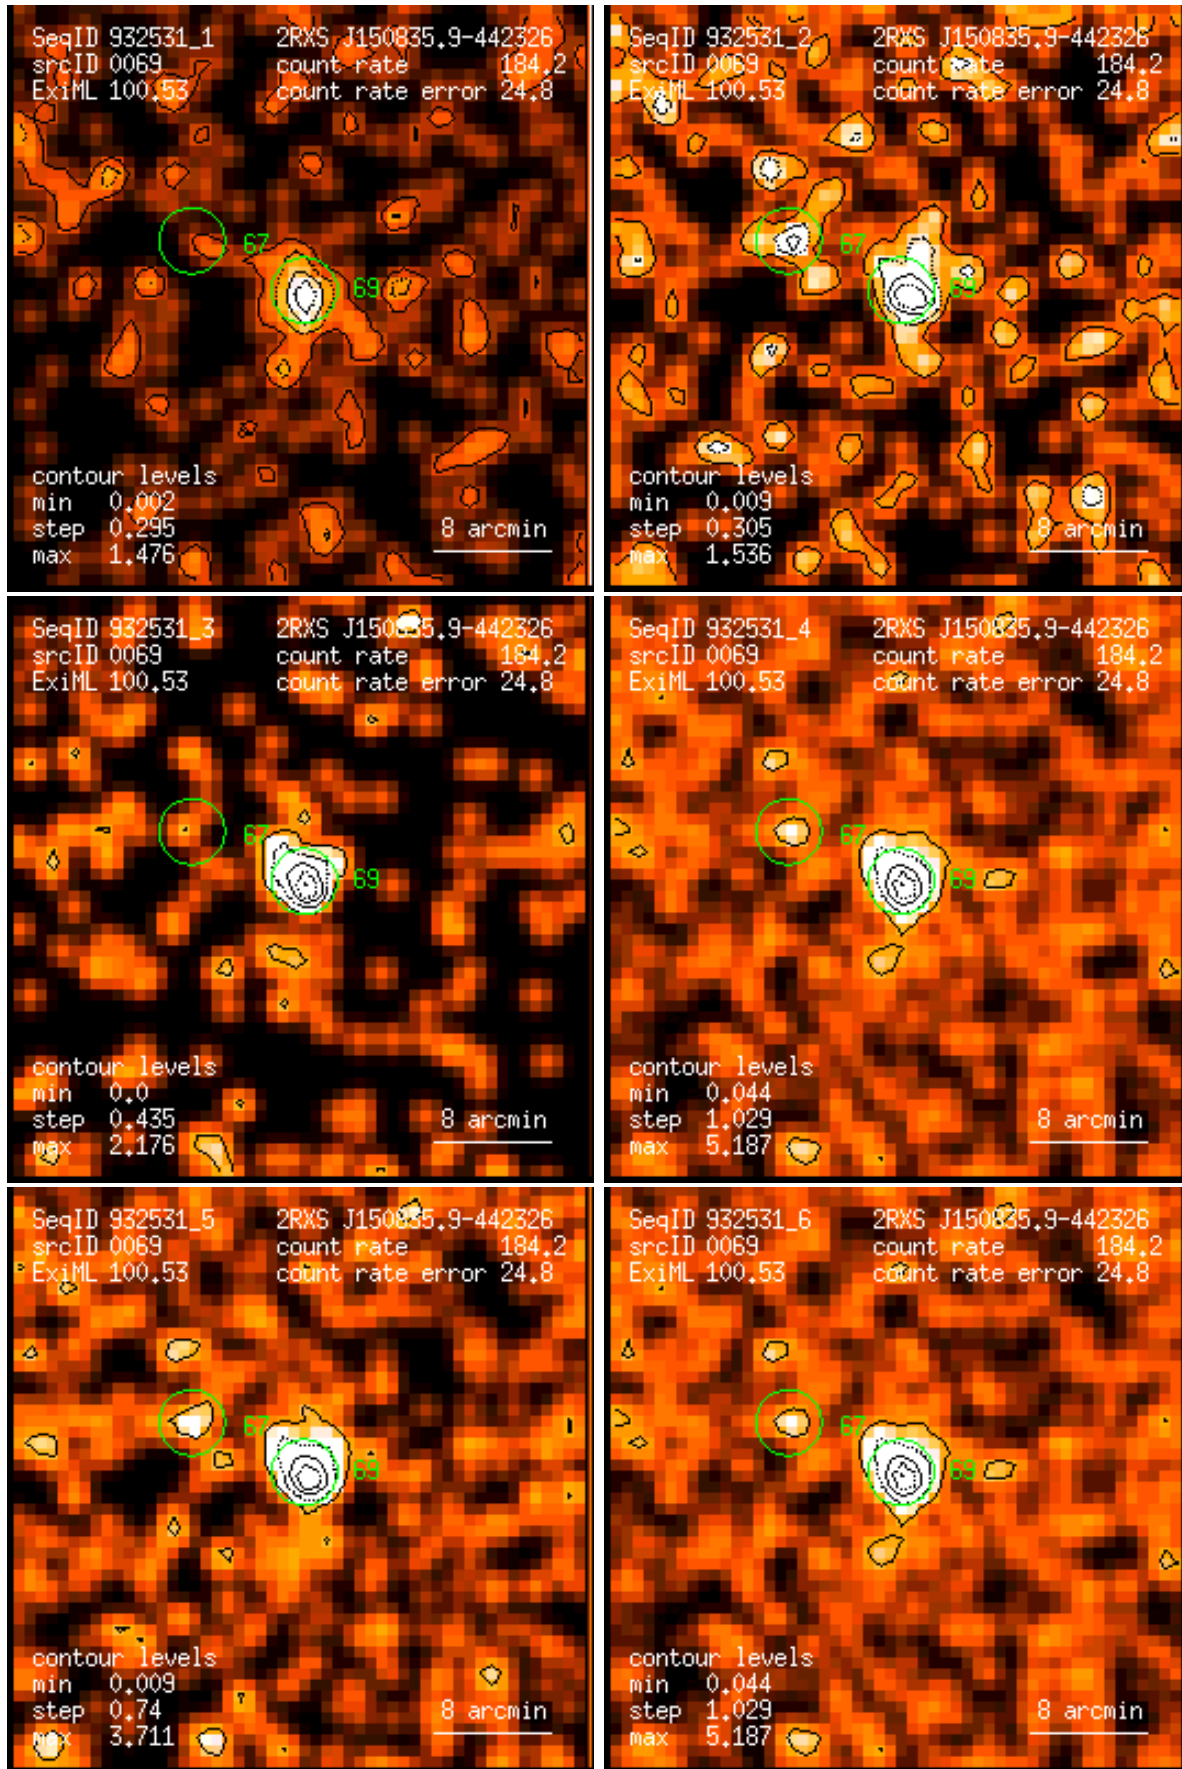 SeqID 932531_1 2RXS J150835.9-442326
srcID 0069 count rate 184.2
ExiML 100.53 count rate error 24.8
67
69
contour levels
min 0.002
step 0.295
max 1.476
8 arcmin
SeqID 932531_2 2RXS J150835.9-442326
srcID 0069 count rate 184.2
ExiML 100.53 count rate error 24.8
67
69
contour levels
min 0.009
step 0.305
max 1.536
8 arcmin
SeqID 932531_3 2RXS J150835.9-442326
srcID 0069 count rate 184.2
ExiML 100.53 count rate error 24.8
67
69
contour levels
min 0.0
step 0.435
max 2.176
8 arcmin
SeqID 932531_4 2RXS J150835.9-442326
srcID 0069 count rate 184.2
ExiML 100.53 count rate error 24.8
67
69
contour levels
min 0.044
step 1.029
max 5.187
8 arcmin
SeqID 932531_5 2RXS J150835.9-442326
srcID 0069 count rate 184.2
ExiML 100.53 count rate error 24.8
67
69
contour levels
min 0.009
step 0.74
max 3.711
8 arcmin
SeqID 932531_6 2RXS J150835.9-442326
srcID 0069 count rate 184.2
ExiML 100.53 count rate error 24.8
67
69
contour levels
min 0.044
step 1.029
max 5.187
8 arcmin